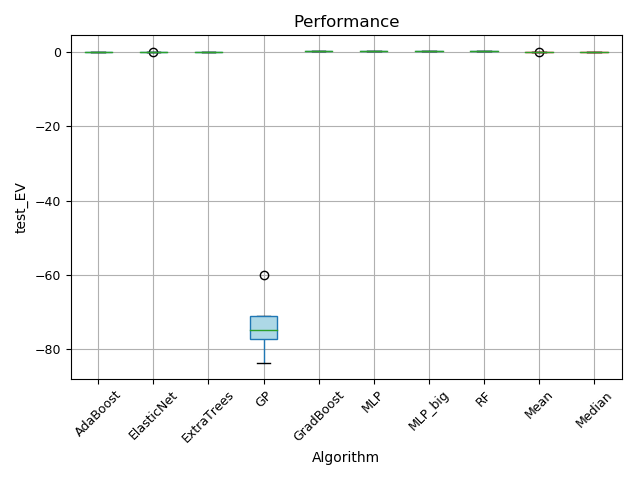 Performance
0
−20
−40
−60
−80
test_EV
AdaBoost
ElasticNet
ExtraTrees
GP
GradBoost
MLP
MLP_big
RF
Mean
Median
Algorithm